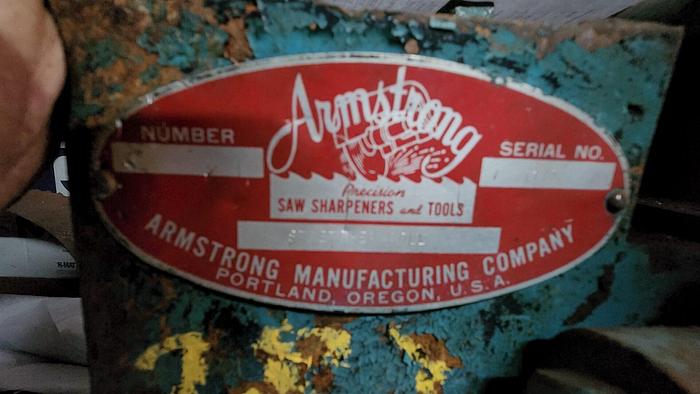 Armstrong
NUMBER
SERIAL NO.
Precision
SAW SHARPENERS and TOOLS
ARMSTRONG MANUFACTURING COMPANY
PORTLAND, OREGON, U.S.A.